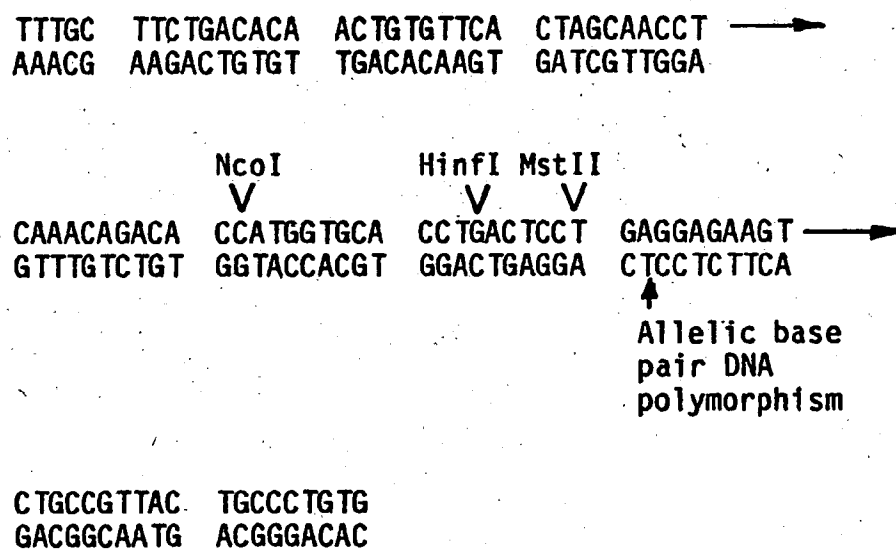 TTTGC TTCTGACACA ACTGTGTTCA CTAGCAACCT
AAACG AAGACTGTGT TGACACAAGT GATCGTTGGA
NcoI HinfI MstII
CAAACAGACA CCATGGTGCA CCTGACTCCT GAGGAGAAGT
GTTTGTCTGT GGTACCACGT GGACTGAGGA CTCCTCTTCA
Allelic base
pair DNA
polymorphism
CTGCCGTTAC TGCCCTGTG
GACGGCAATG ACGGGACAC